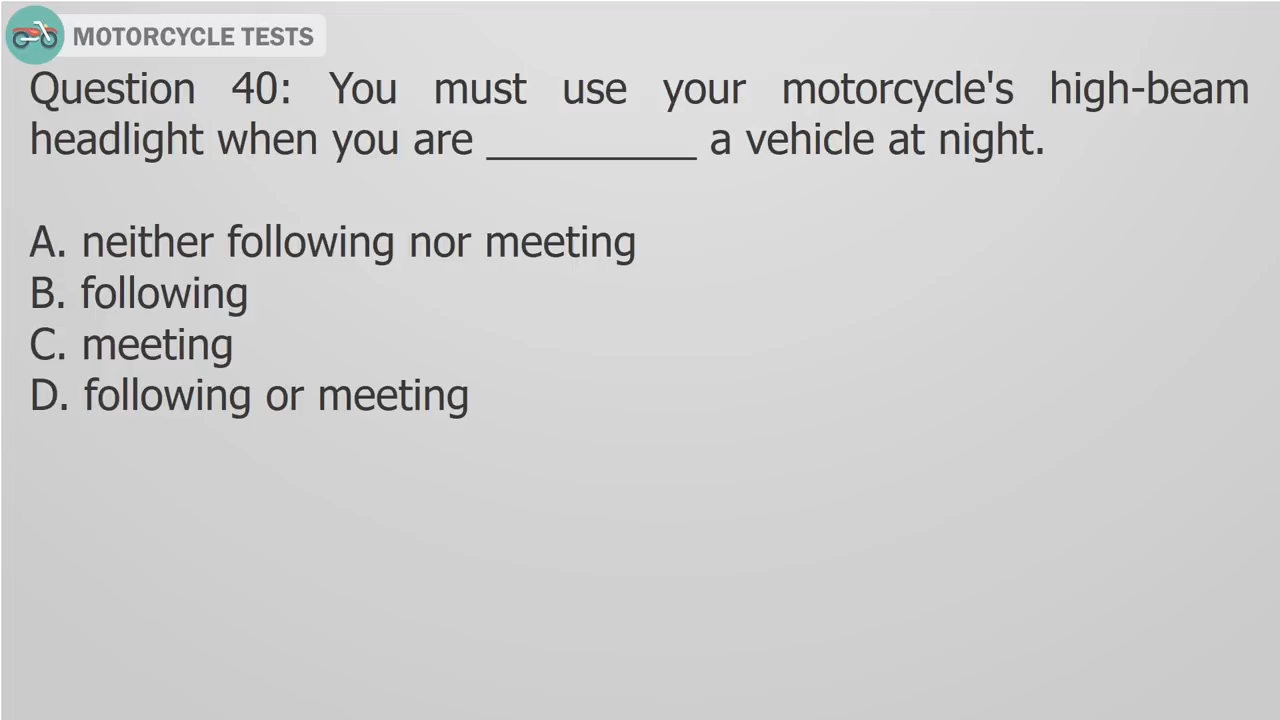 MOTORCYCLE TESTS
Question 40: You must use your motorcycle's high-beam
headlight when you are __________ a vehicle at night.
A. neither following nor meeting
B. following
C. meeting
D. following or meeting